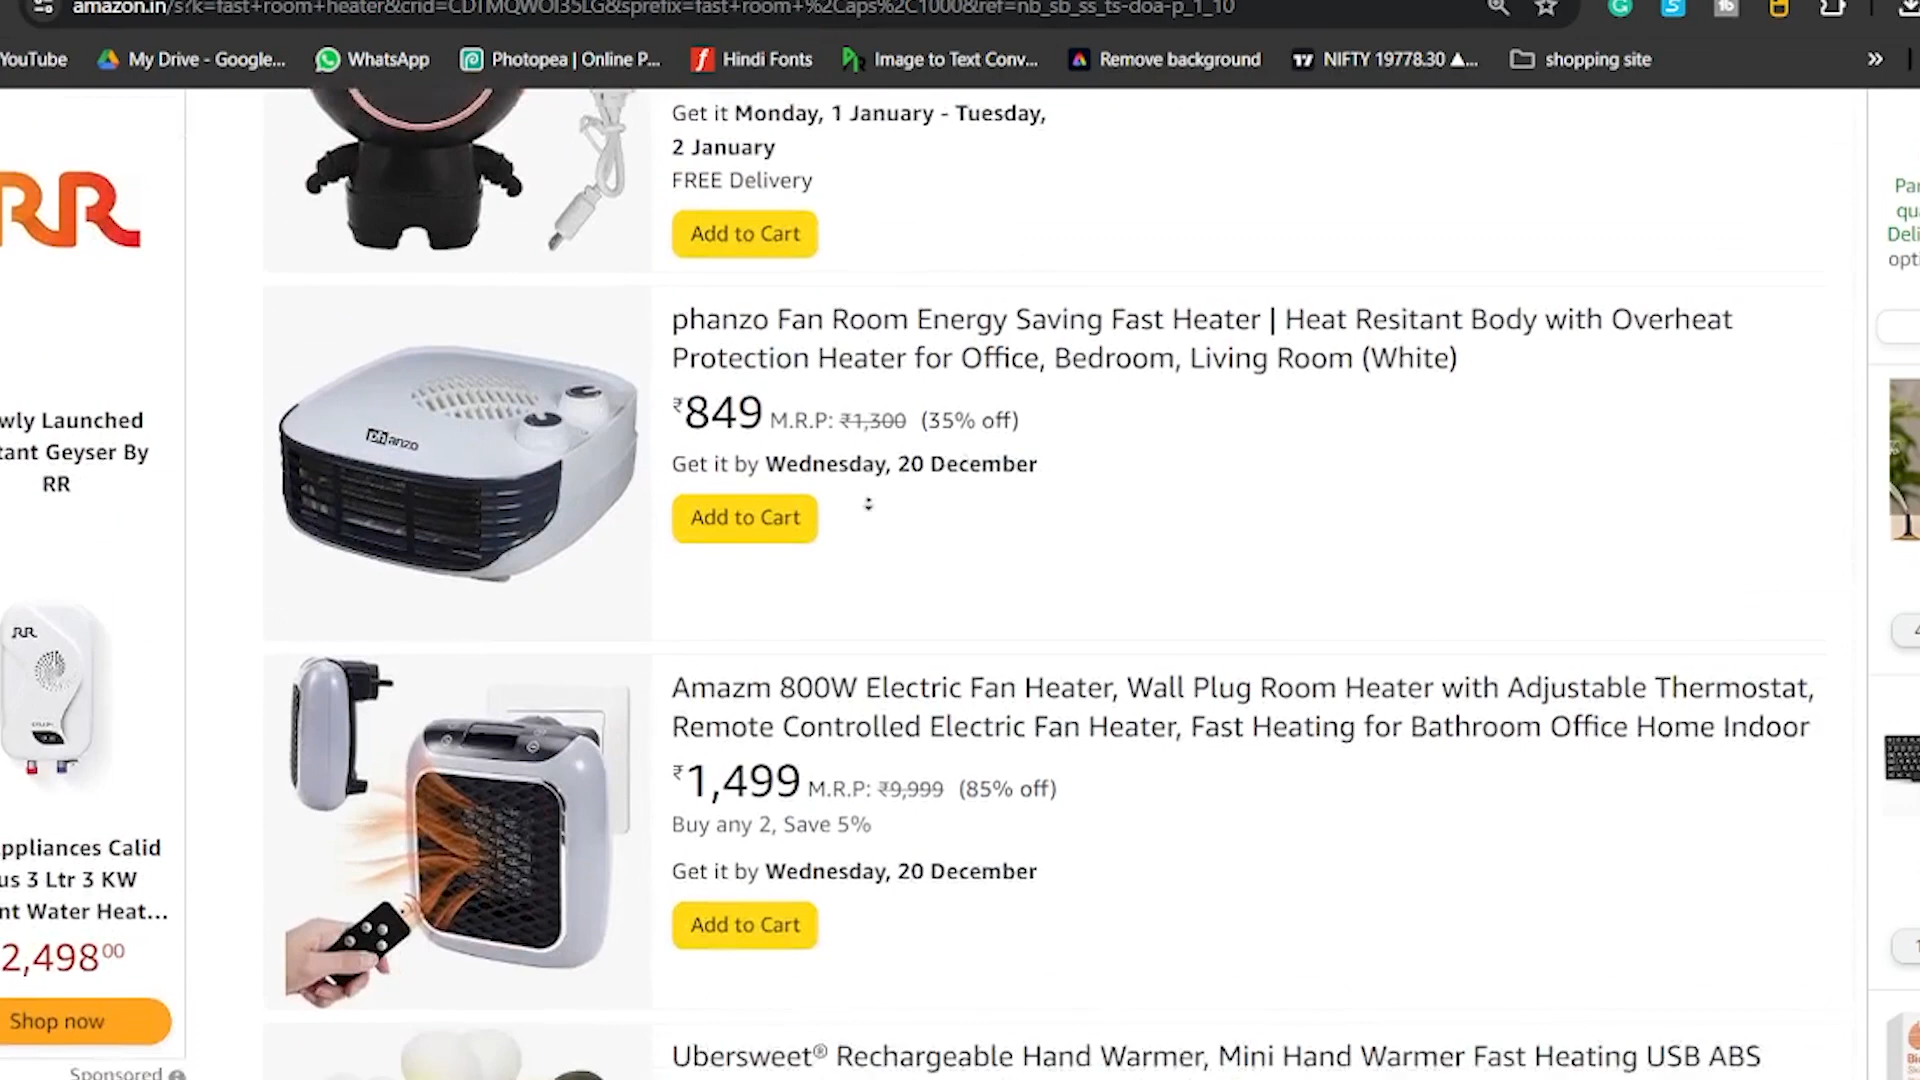 amazon.in/s?k=fast+room+heater&crid=CDTMQWOI35LG&sprefix=fast+room+%2Caps%2C1000&ref=nb_sb_ss_ts-doa-p_1_10
YouTube
My Drive - Google...
WhatsApp
Photopea | Online P...
Hindi Fonts
Image to Text Conv...
Remove background
NIFTY 19778.30 ▲...
shopping site
»
RR
wly Launched
tant Geyser By
RR
RR
ppliances Calid
us 3 Ltr 3 KW
nt Water Heat...
2,498⁰⁰
Shop now
Sponsored
Get it Monday, 1 January - Tuesday,
2 January
FREE Delivery
Add to Cart
phanzo
phanzo Fan Room Energy Saving Fast Heater | Heat Resitant Body with Overheat
Protection Heater for Office, Bedroom, Living Room (White)
₹849 M.R.P: ₹1,300 (35% off)
Get it by Wednesday, 20 December
Add to Cart
Amazm 800W Electric Fan Heater, Wall Plug Room Heater with Adjustable Thermostat,
Remote Controlled Electric Fan Heater, Fast Heating for Bathroom Office Home Indoor
₹1,499 M.R.P: ₹9,999 (85% off)
Buy any 2, Save 5%
Get it by Wednesday, 20 December
Add to Cart
Ubersweet® Rechargeable Hand Warmer, Mini Hand Warmer Fast Heating USB ABS
Par
qua
Deli
opti